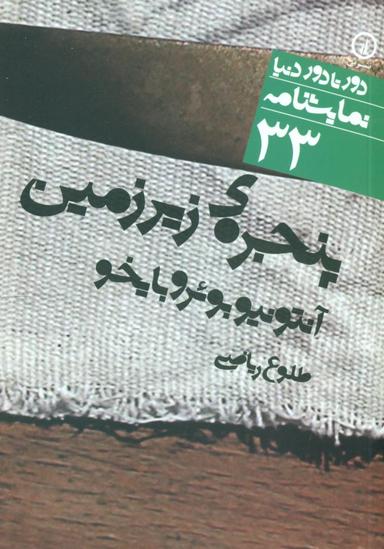 دور تا دور دنیا
نمایشنامه
۳۳
پنجره‌ی زیرزمین
آنتونیو بوئرو بایخو
طلوع ریاضی